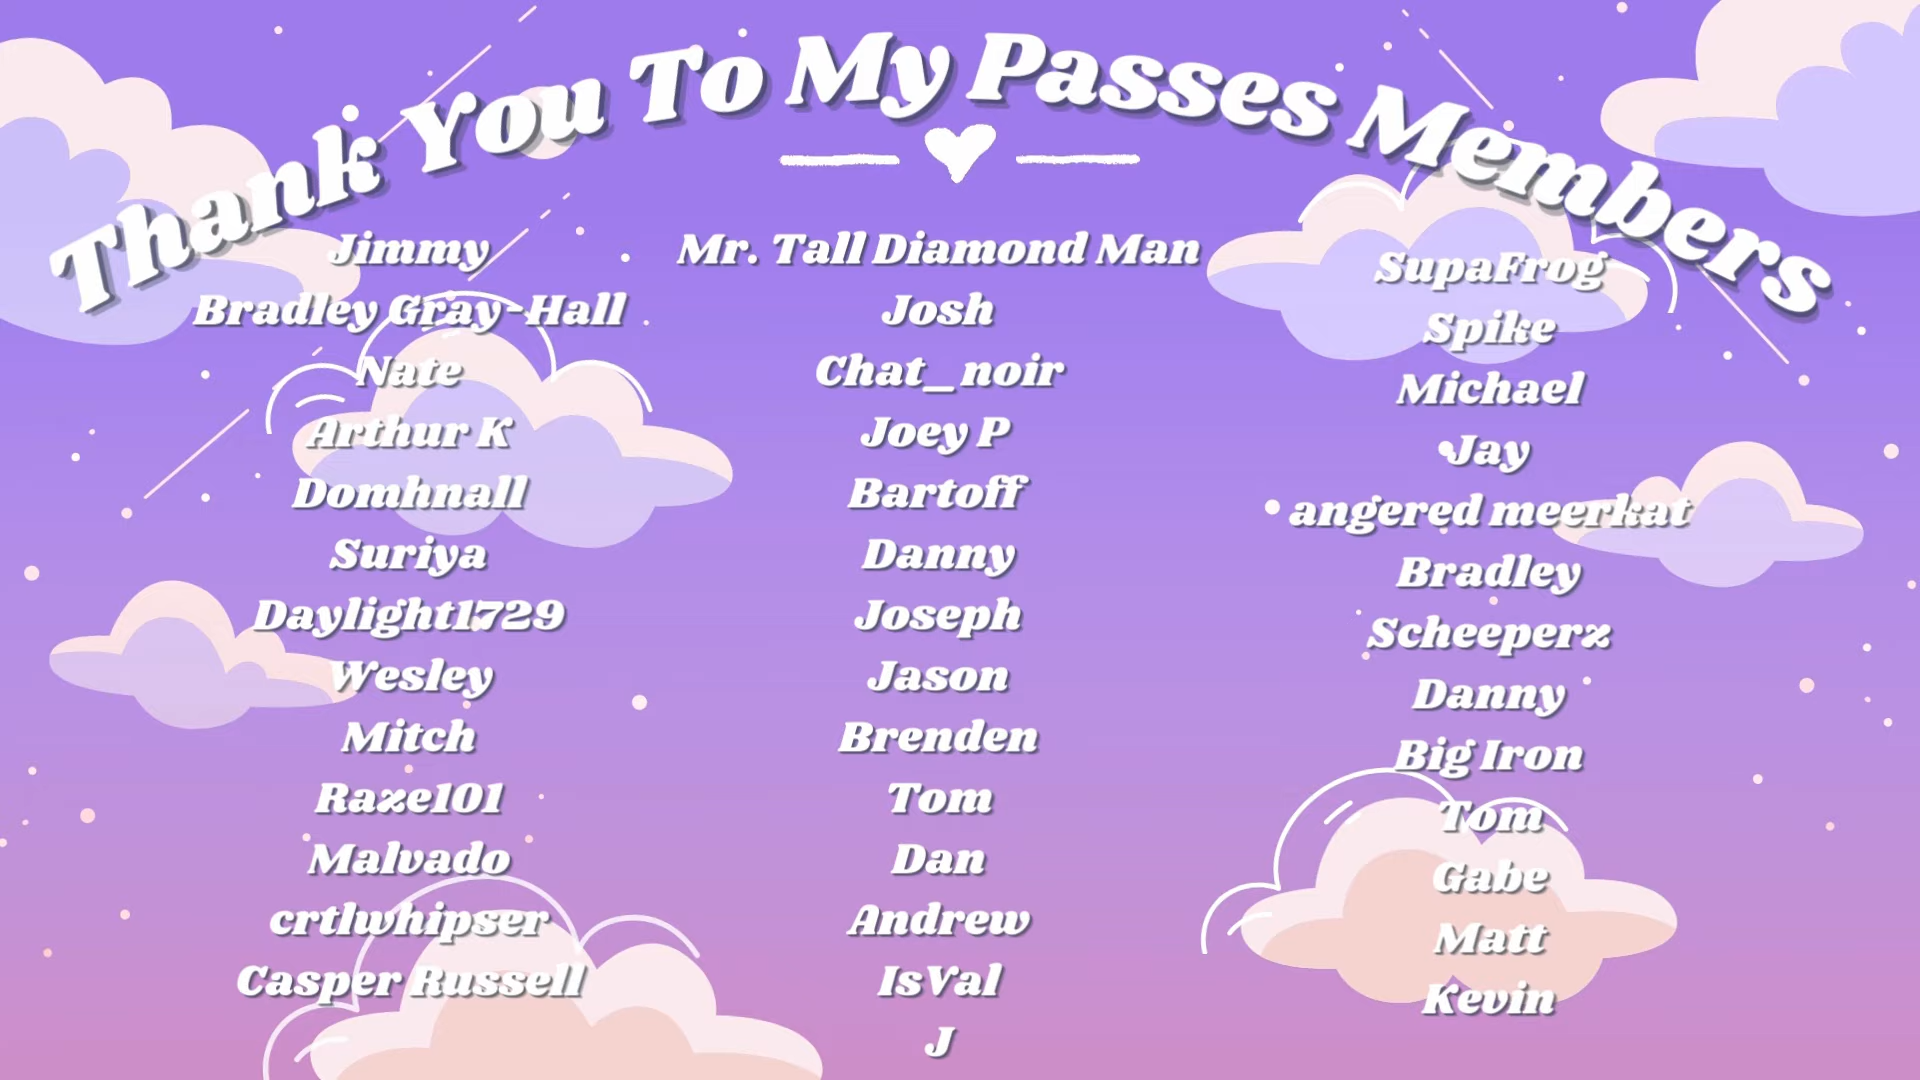 Thank You To My Passes Members
Jimmy
Bradley Gray-Hall
Nate
Arthur K
Domhnall
Suriya
Daylight1729
Wesley
Mitch
Raze101
Malvado
crtlwhipser
Casper Russell
Mr. Tall Diamond Man
Josh
Chat_noir
Joey P
Bartoff
Danny
Joseph
Jason
Brenden
Tom
Dan
Andrew
IsVal
J
SupaFrog
Spike
Michael
Jay
angered meerkat
Bradley
Scheeperz
Danny
Big Iron
Tom
Gabe
Matt
Kevin